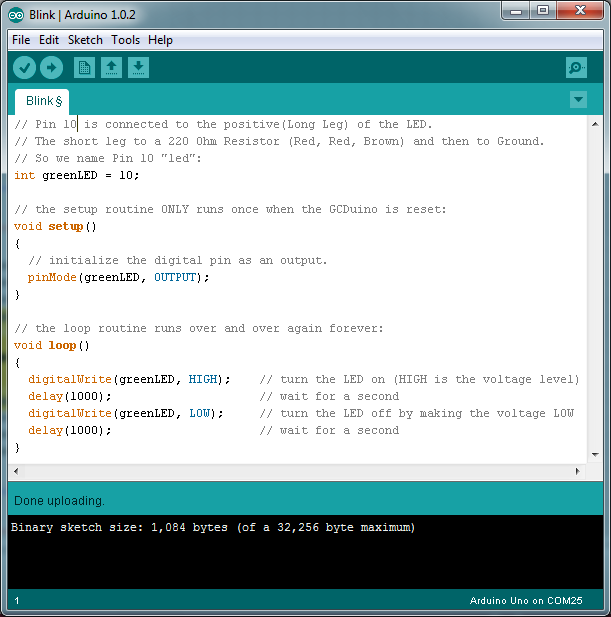 Blink | Arduino 1.0.2
File Edit Sketch Tools Help
Blink §
// Pin 10 is connected to the positive(Long Leg) of the LED.
// The short leg to a 220 Ohm Resistor (Red, Red, Brown) and then to Ground.
// So we name Pin 10 "led":
int greenLED = 10;
// the setup routine ONLY runs once when the GCDuino is reset:
void setup()
{
// initialize the digital pin as an output.
pinMode(greenLED, OUTPUT);
}
// the loop routine runs over and over again forever:
void loop()
{
digitalWrite(greenLED, HIGH); // turn the LED on (HIGH is the voltage level)
delay(1000); // wait for a second
digitalWrite(greenLED, LOW); // turn the LED off by making the voltage LOW
delay(1000); // wait for a second
}
Done uploading.
Binary sketch size: 1,084 bytes (of a 32,256 byte maximum)
1 Arduino Uno on COM25